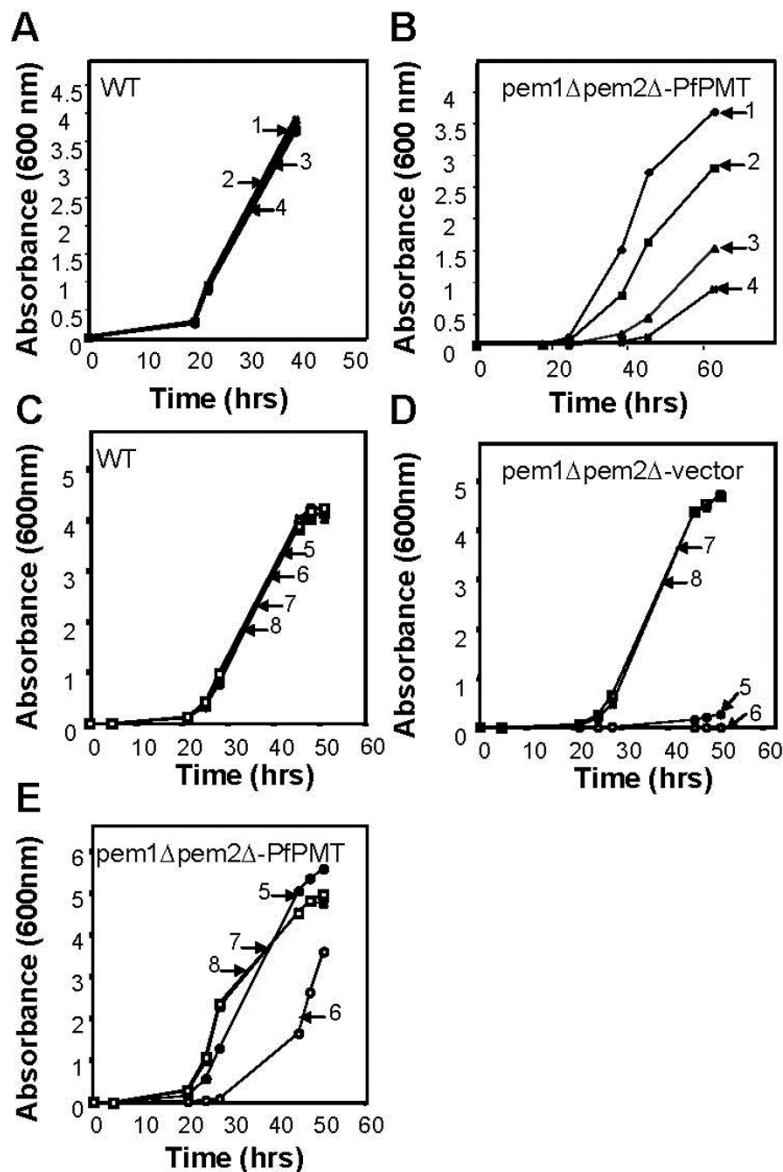 A
WT
Absorbance (600 nm)
4.5
4
3.5
3
2.5
2
1.5
1
0.5
0
1
2
3
4
0 10 20 30 40 50
Time (hrs)
B
pem1Δpem2Δ-PfPMT
Absorbance (600 nm)
4
3.5
3
2.5
2
1.5
1
0.5
0
1
2
3
4
0 20 40 60
Time (hrs)
C
WT
Absorbance (600nm)
5
4
3
2
1
0
5
6
7
8
0 10 20 30 40 50 60
Time (hrs)
D
pem1Δpem2Δ-vector
Absorbance (600nm)
5
4
3
2
1
0
7
8
5
6
0 10 20 30 40 50 60
Time (hrs)
E
pem1Δpem2Δ-PfPMT
Absorbance (600nm)
6
5
4
3
2
1
0
5
7
8
6
0 10 20 30 40 50 60
Time (hrs)